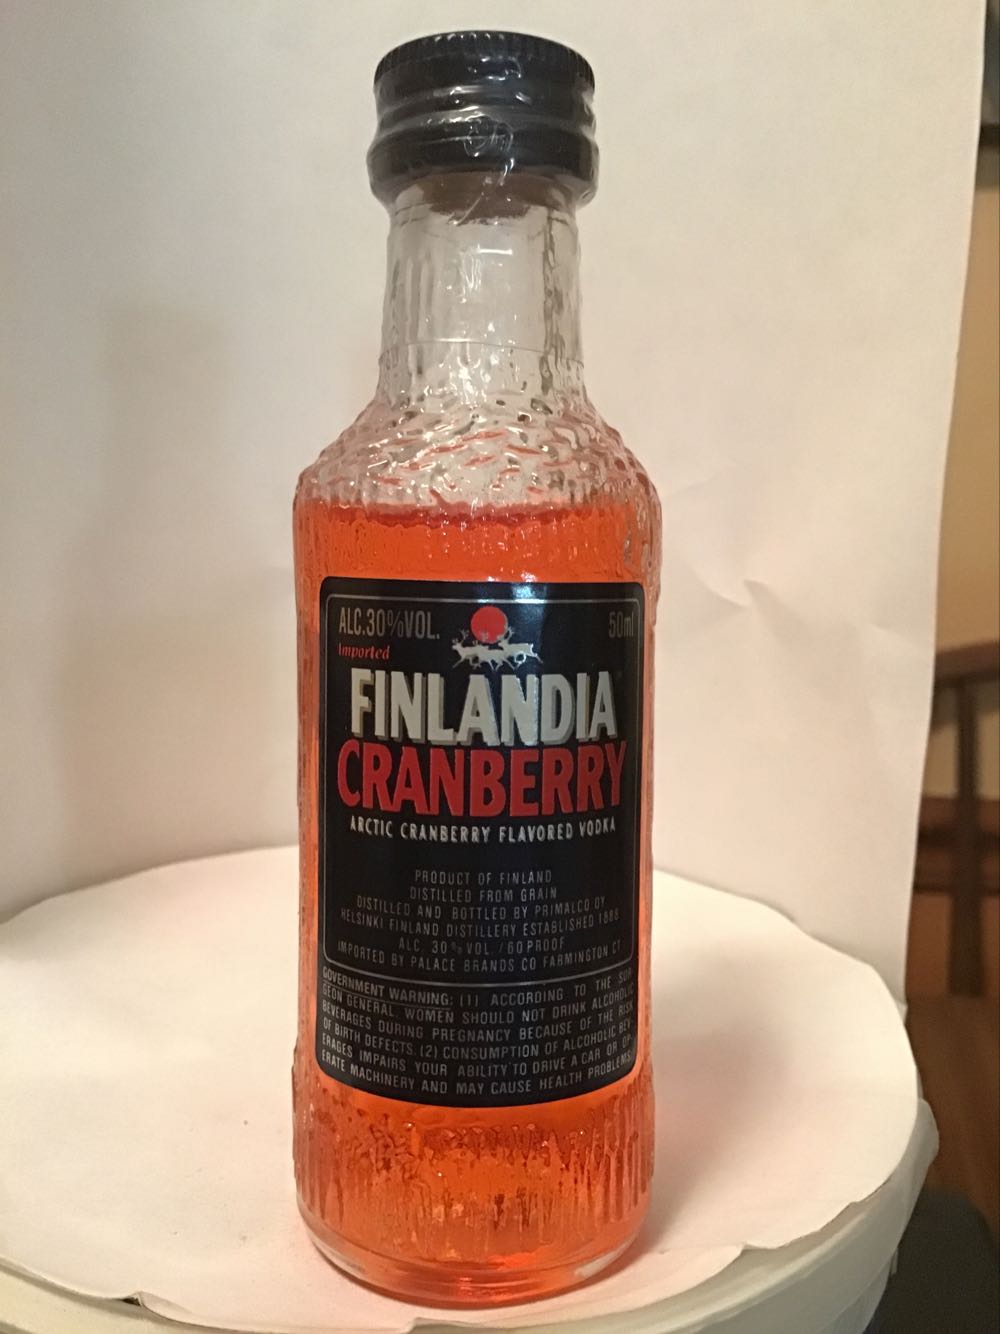 ALC.30%VOL.
50ml
Imported
FINLANDIA
CRANBERRY
ARCTIC CRANBERRY FLAVORED VODKA
PRODUCT OF FINLAND
DISTILLED FROM GRAIN
DISTILLED AND BOTTLED BY PRIMALCO OY
HELSINKI FINLAND DISTILLERY ESTABLISHED 1888
ALC. 30% VOL. / 60 PROOF
IMPORTED BY PALACE BRANDS CO FARMINGTON CT
GOVERNMENT WARNING: (1) ACCORDING TO THE SUR-
GEON GENERAL, WOMEN SHOULD NOT DRINK ALCOHOLIC
BEVERAGES DURING PREGNANCY BECAUSE OF THE RISK
OF BIRTH DEFECTS. (2) CONSUMPTION OF ALCOHOLIC BEV-
ERAGES IMPAIRS YOUR ABILITY TO DRIVE A CAR OR OP-
ERATE MACHINERY AND MAY CAUSE HEALTH PROBLEMS.